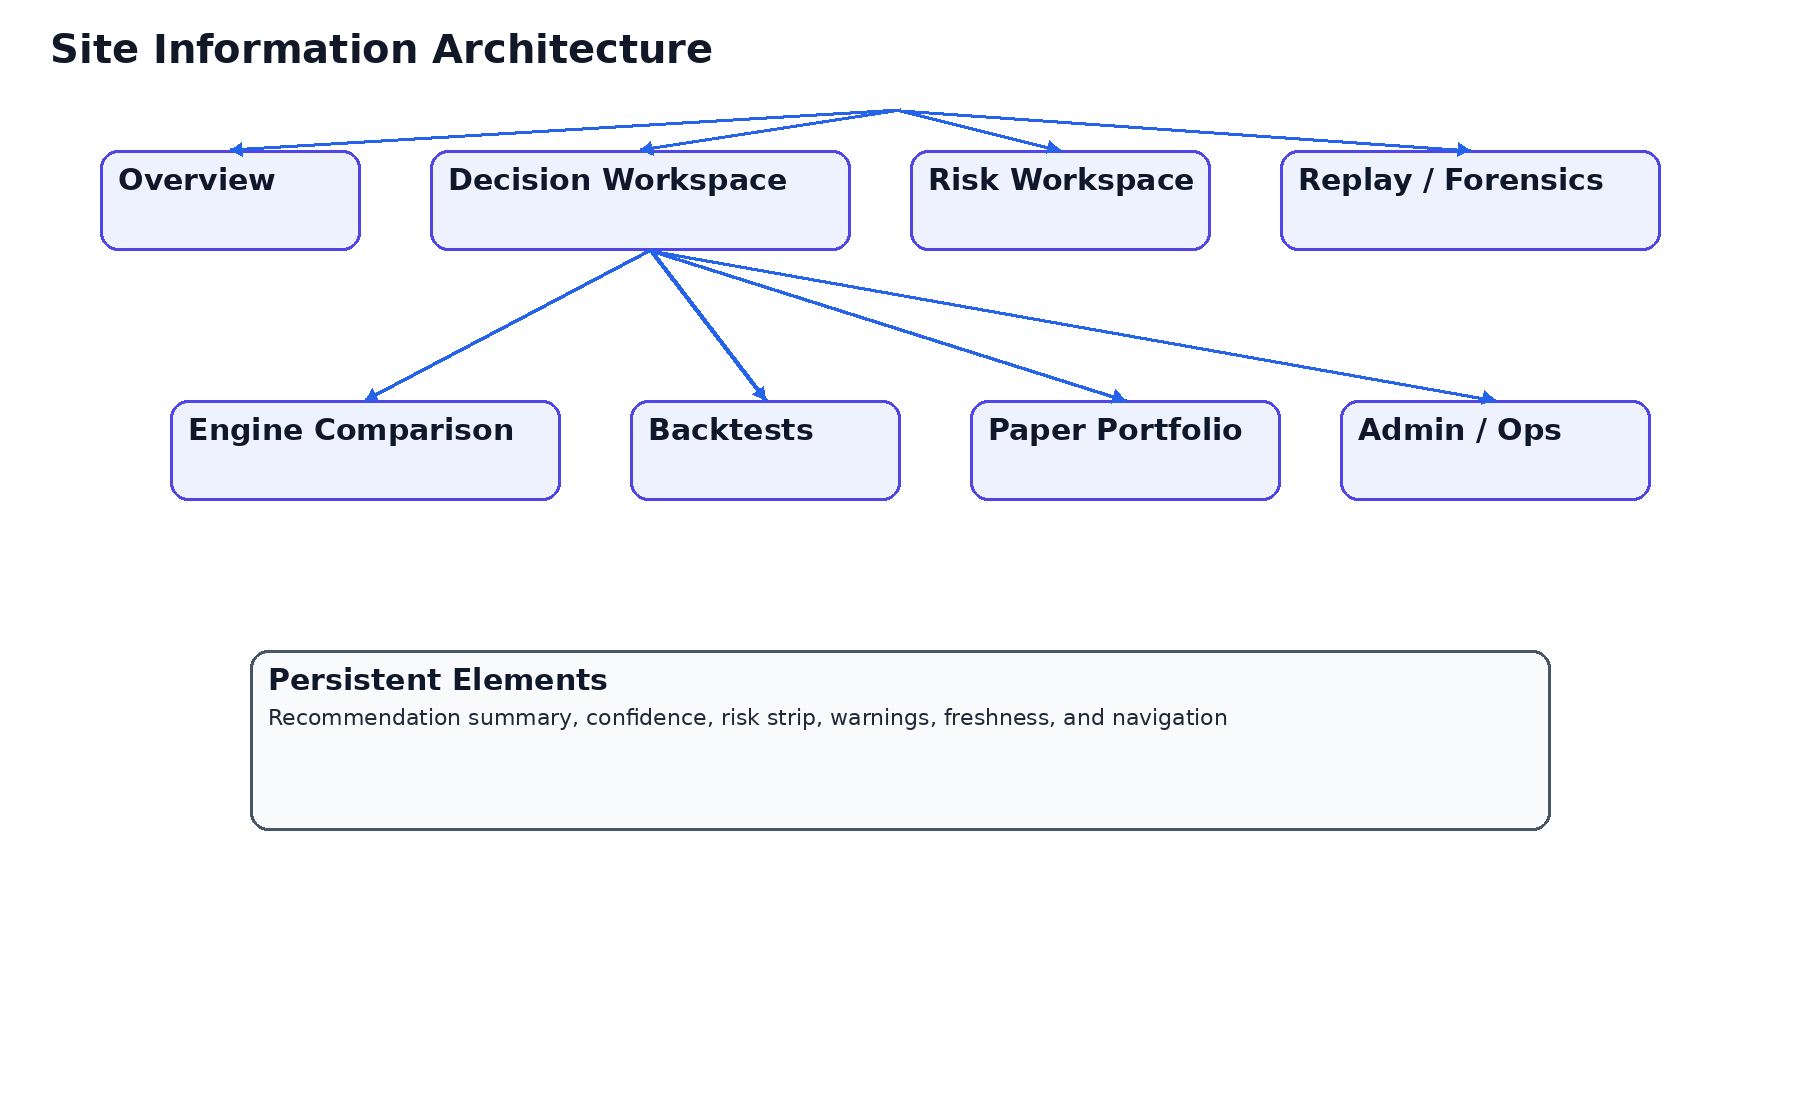 Site Information Architecture
Overview
Decision Workspace
Risk Workspace
Replay / Forensics
Engine Comparison
Backtests
Paper Portfolio
Admin / Ops
Persistent Elements
Recommendation summary, confidence, risk strip, warnings, freshness, and navigation